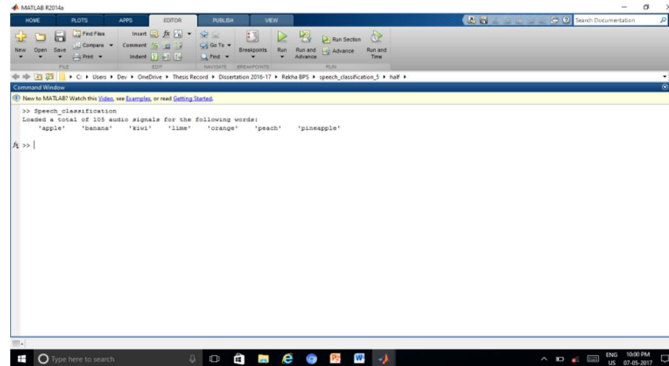 MATLAB R2014a
HOME PLOTS APPS EDITOR PUBLISH VIEW
Search Documentation
New Open Save
Find Files
Compare
Print
Insert
Comment
Indent
fx
Go To
Find
Breakpoints
Run
Run and Advance
Run Section
Advance
Run and Time
FILE EDIT NAVIGATE BREAKPOINTS RUN
C: Users Dev OneDrive Thesis Record Dissertation 2016-17 Rekha BPS speech_classification_5 half
Command Window
New to MATLAB? Watch this Video, see Examples, or read Getting Started.
>> Speech_classification
Loaded a total of 105 audio signals for the following words:
'apple' 'banana' 'kiwi' 'lime' 'orange' 'peach' 'pineapple'
fx >>
Type here to search
ENG 10:00 PM
US 07-05-2017